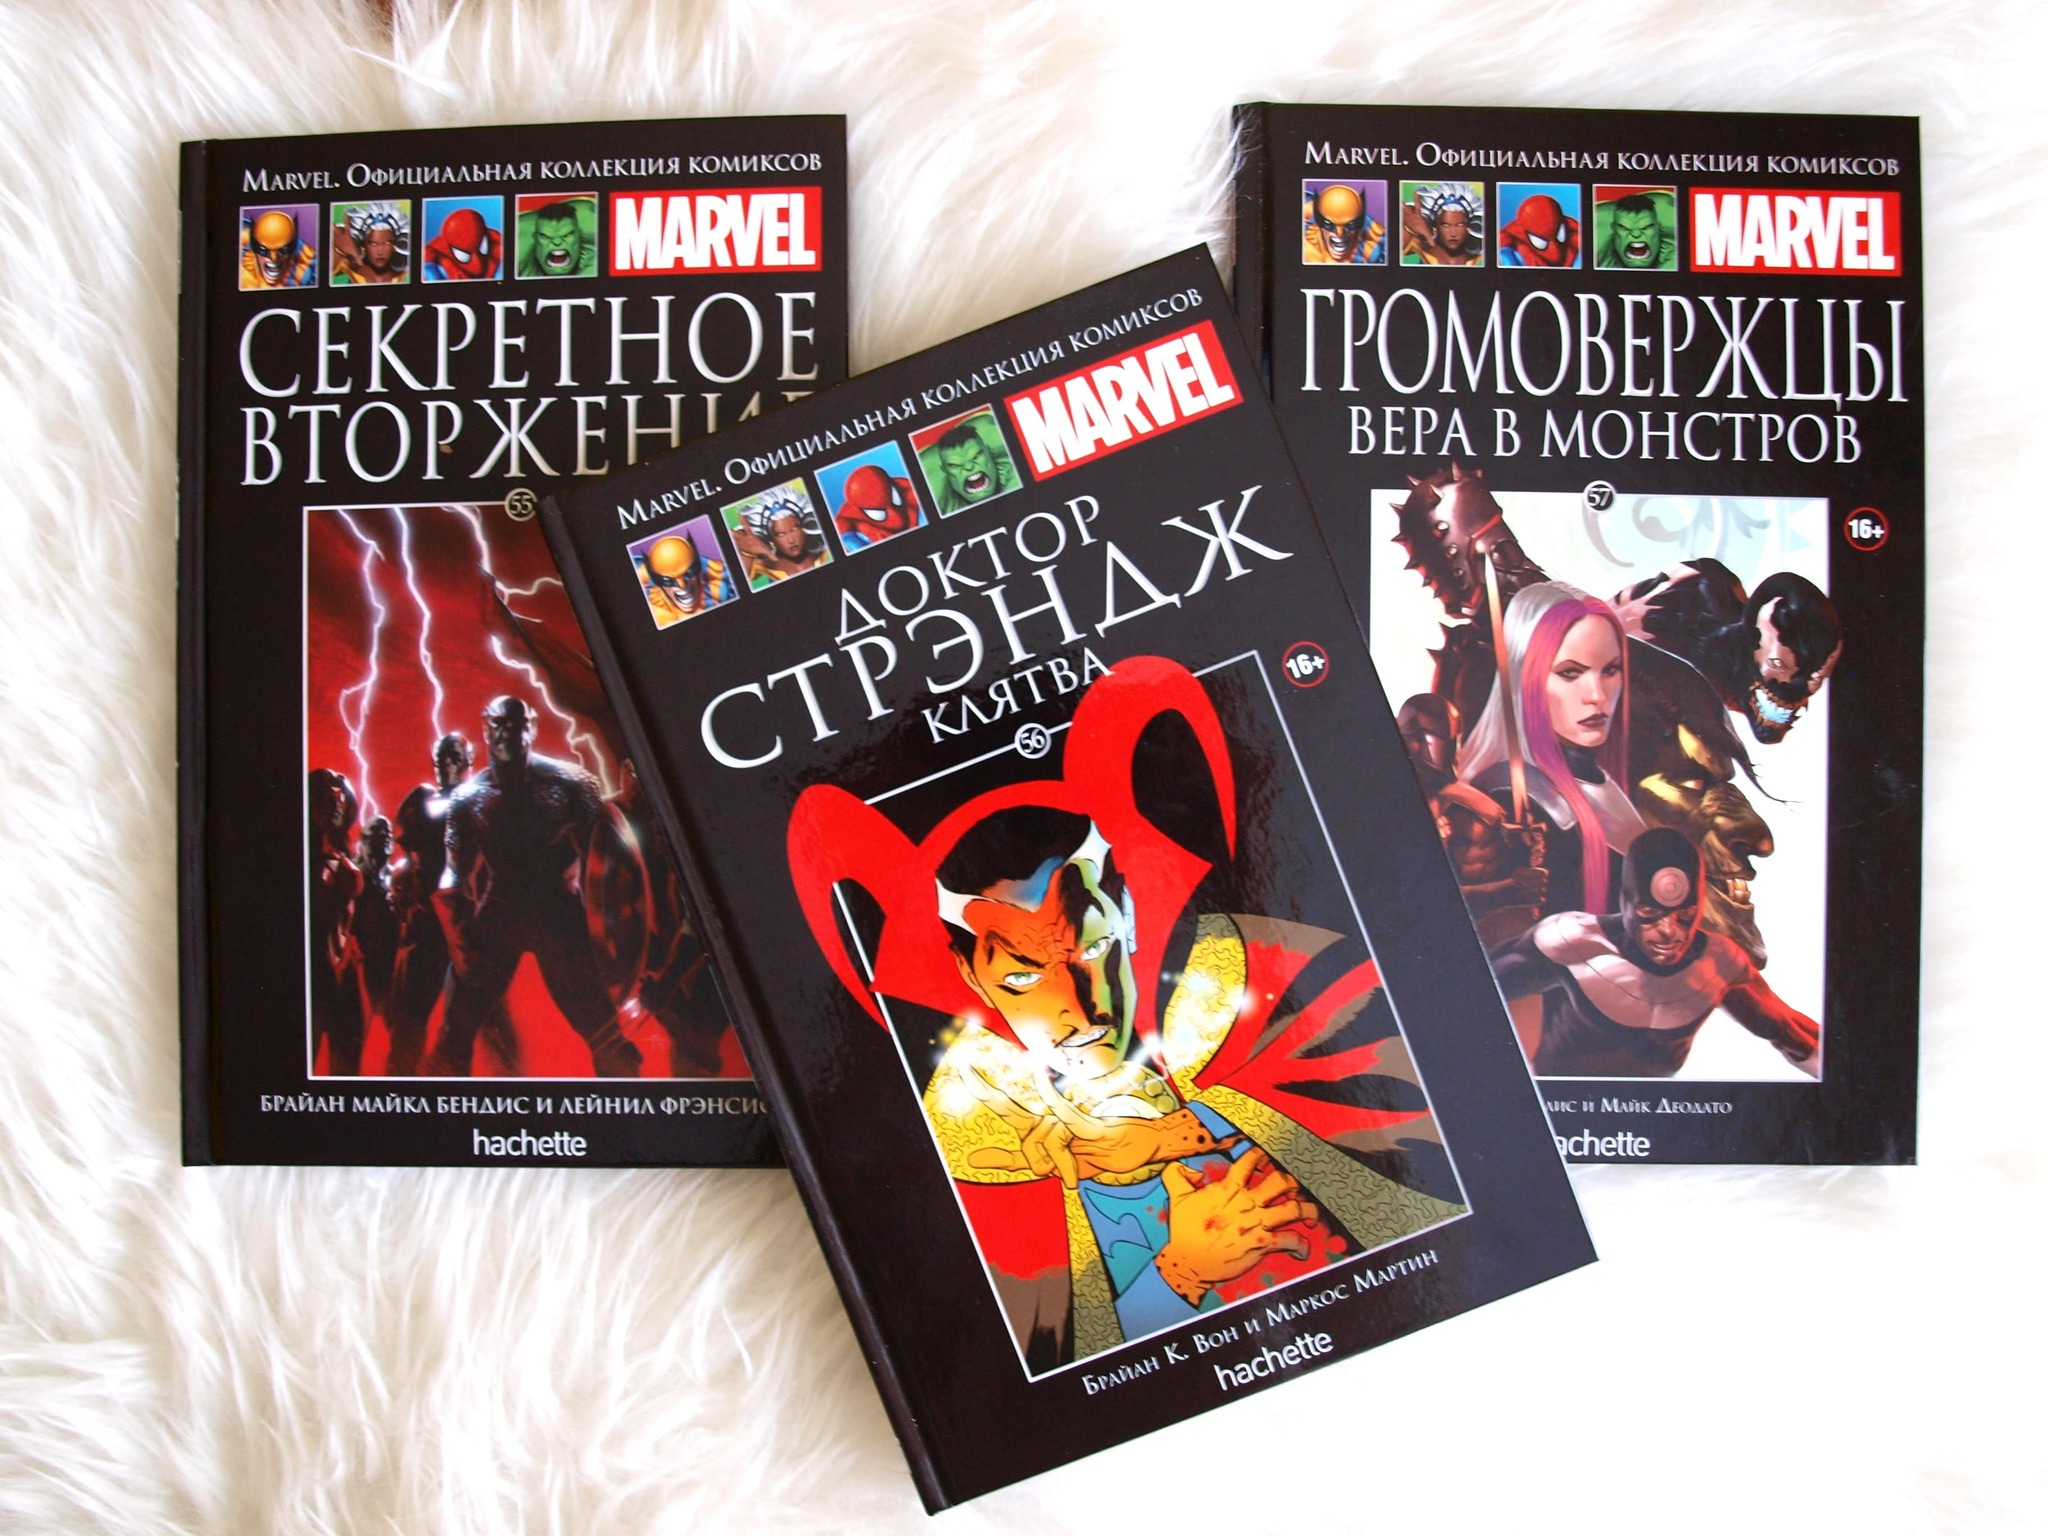 Marvel. Официальная коллекция комиксов
MARVEL
СЕКРЕТНОЕ
ВТОРЖЕНИЕ
55
БРАЙАН МАЙКЛ БЕНДИС И ЛЕЙНИЛ
hachette
Marvel. Официальная коллекция комиксов
MARVEL
ДОКТОР
СТРЭНДЖ
КЛЯТВА
56
16+
Брайан К. Вон и Маркос Мартин
hachette
Marvel. Официальная коллекция комиксов
MARVEL
ГРОМОВЕРЖЦЫ
ВЕРА В МОНСТРОВ
57
16+
и Майк Деодато
hachette